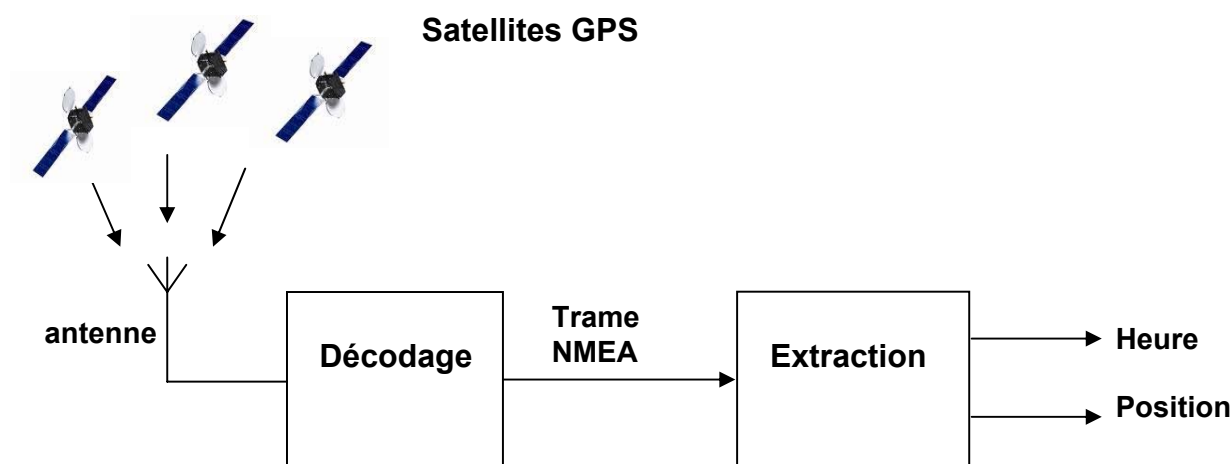 Satellites GPS
antenne
Décodage
Trame
NMEA
Extraction
Heure
Position